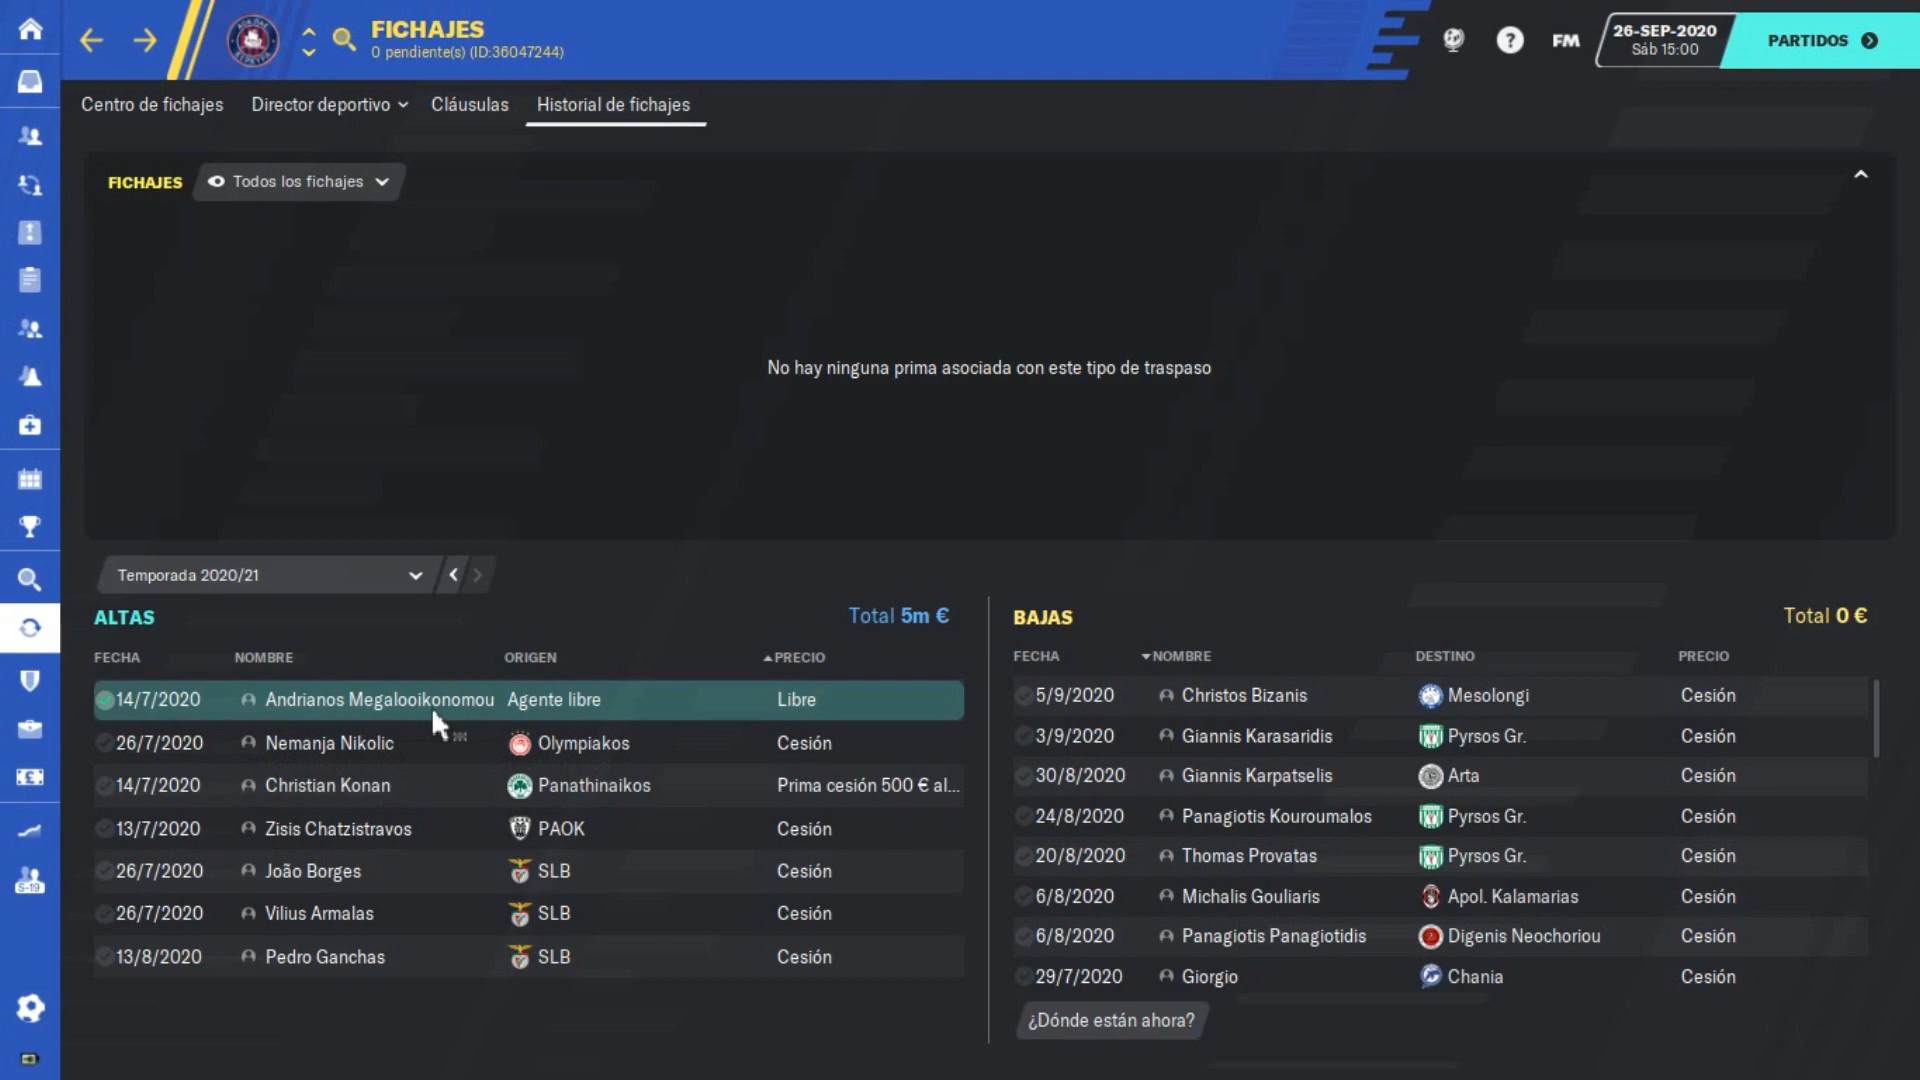 FICHAJES
0 pendiente(s) (ID:36047244)
FM
26-SEP-2020
Sáb 15:00
PARTIDOS
Centro de fichajes Director deportivo Cláusulas Historial de fichajes
FICHAJES Todos los fichajes
No hay ninguna prima asociada con este tipo de traspaso
Temporada 2020/21
ALTAS Total 5m €
FECHA NOMBRE ORIGEN PRECIO
14/7/2020 Andrianos Megalooikonomou Agente libre Libre
26/7/2020 Nemanja Nikolic Olympiakos Cesión
14/7/2020 Christian Konan Panathinaikos Prima cesión 500 € al...
13/7/2020 Zisis Chatzistravos PAOK Cesión
26/7/2020 João Borges SLB Cesión
26/7/2020 Vilius Armalas SLB Cesión
13/8/2020 Pedro Ganchas SLB Cesión
BAJAS Total 0 €
FECHA NOMBRE DESTINO PRECIO
5/9/2020 Christos Bizanis Mesolongi Cesión
3/9/2020 Giannis Karasaridis Pyrsos Gr. Cesión
30/8/2020 Giannis Karpatselis Arta Cesión
24/8/2020 Panagiotis Kouroumalos Pyrsos Gr. Cesión
20/8/2020 Thomas Provatas Pyrsos Gr. Cesión
6/8/2020 Michalis Gouliaris Apol. Kalamarias Cesión
6/8/2020 Panagiotis Panagiotidis Digenis Neochoriou Cesión
29/7/2020 Giorgio Chania Cesión
¿Dónde están ahora?
S-19